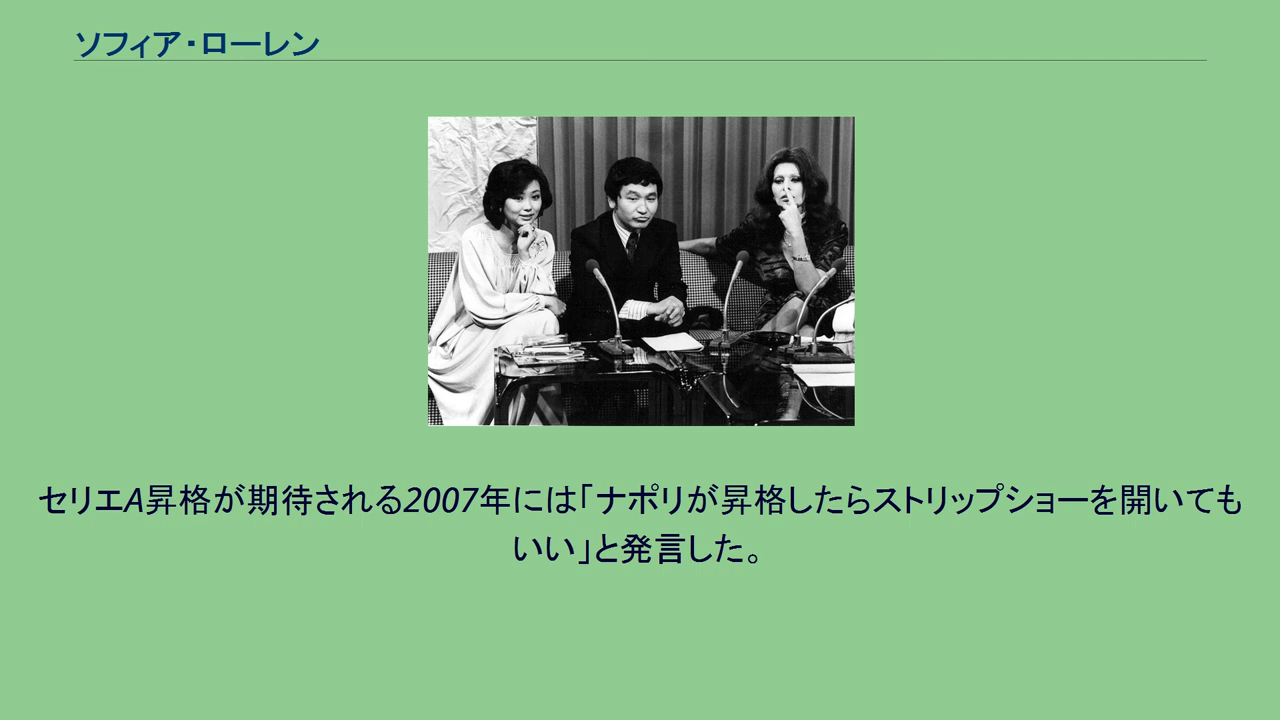 ソフィア・ローレン
セリエA昇格が期待される2007年には｢ナポリが昇格したらストリップショーを開いても
いい｣と発言した。